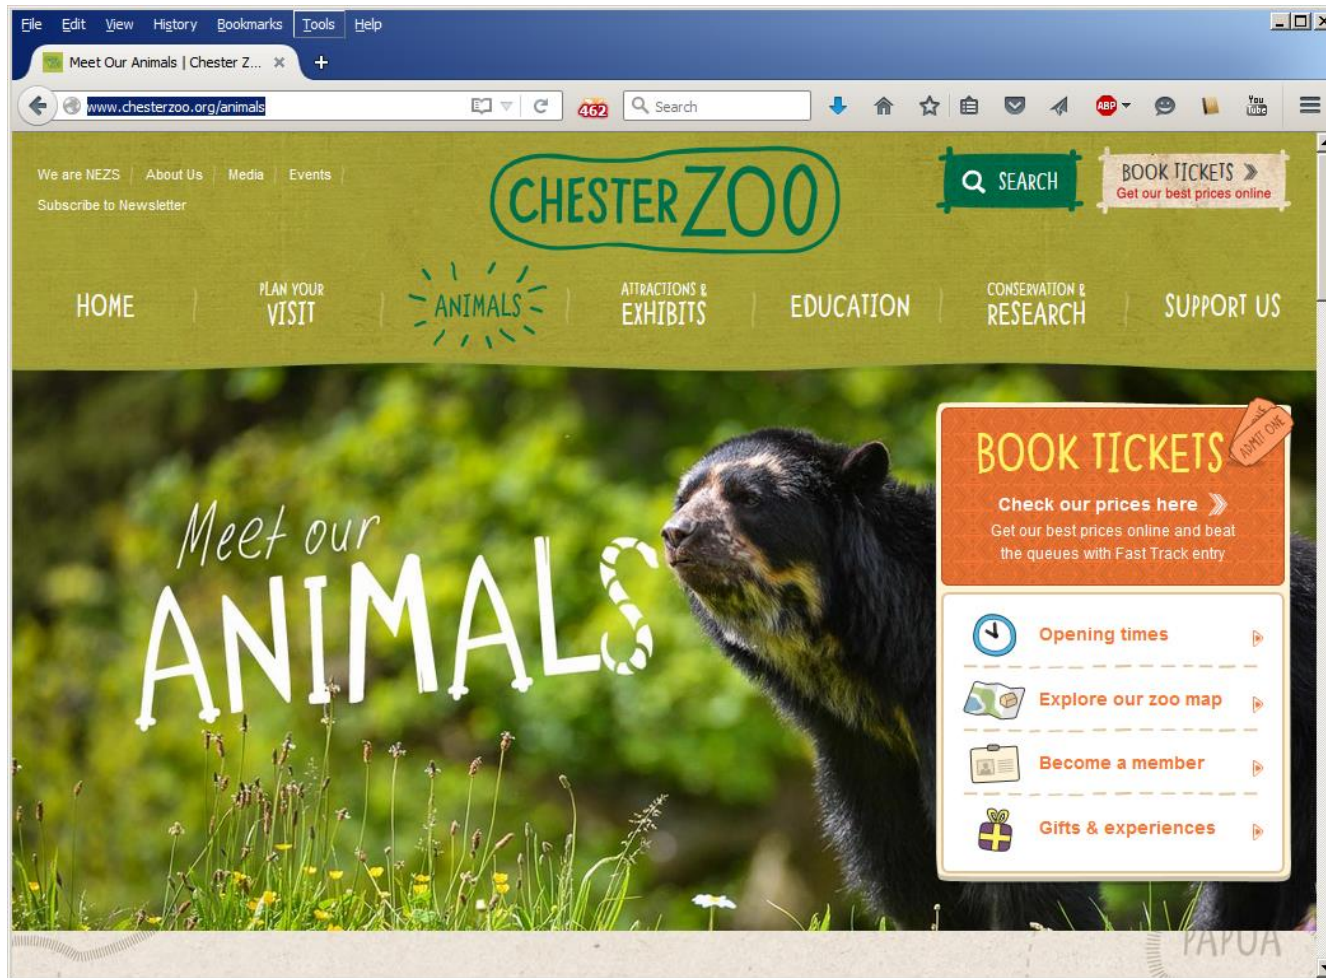 File Edit View History Bookmarks Tools Help
Meet Our Animals | Chester Z...
www.chesterzoo.org/animals
462
Search
ABP
You Tube
We are NEZS About Us Media Events
Subscribe to Newsletter
CHESTER ZOO
SEARCH
BOOK TICKETS
Get our best prices online
HOME
PLAN YOUR
VISIT
ANIMALS
ATTRACTIONS &
EXHIBITS
EDUCATION
CONSERVATION &
RESEARCH
SUPPORT US
Meet our
ANIMALS
BOOK TICKETS
ADMIT ONE
Check our prices here
Get our best prices online and beat
the queues with Fast Track entry
Opening times
Explore our zoo map
Become a member
Gifts & experiences
PAPUA